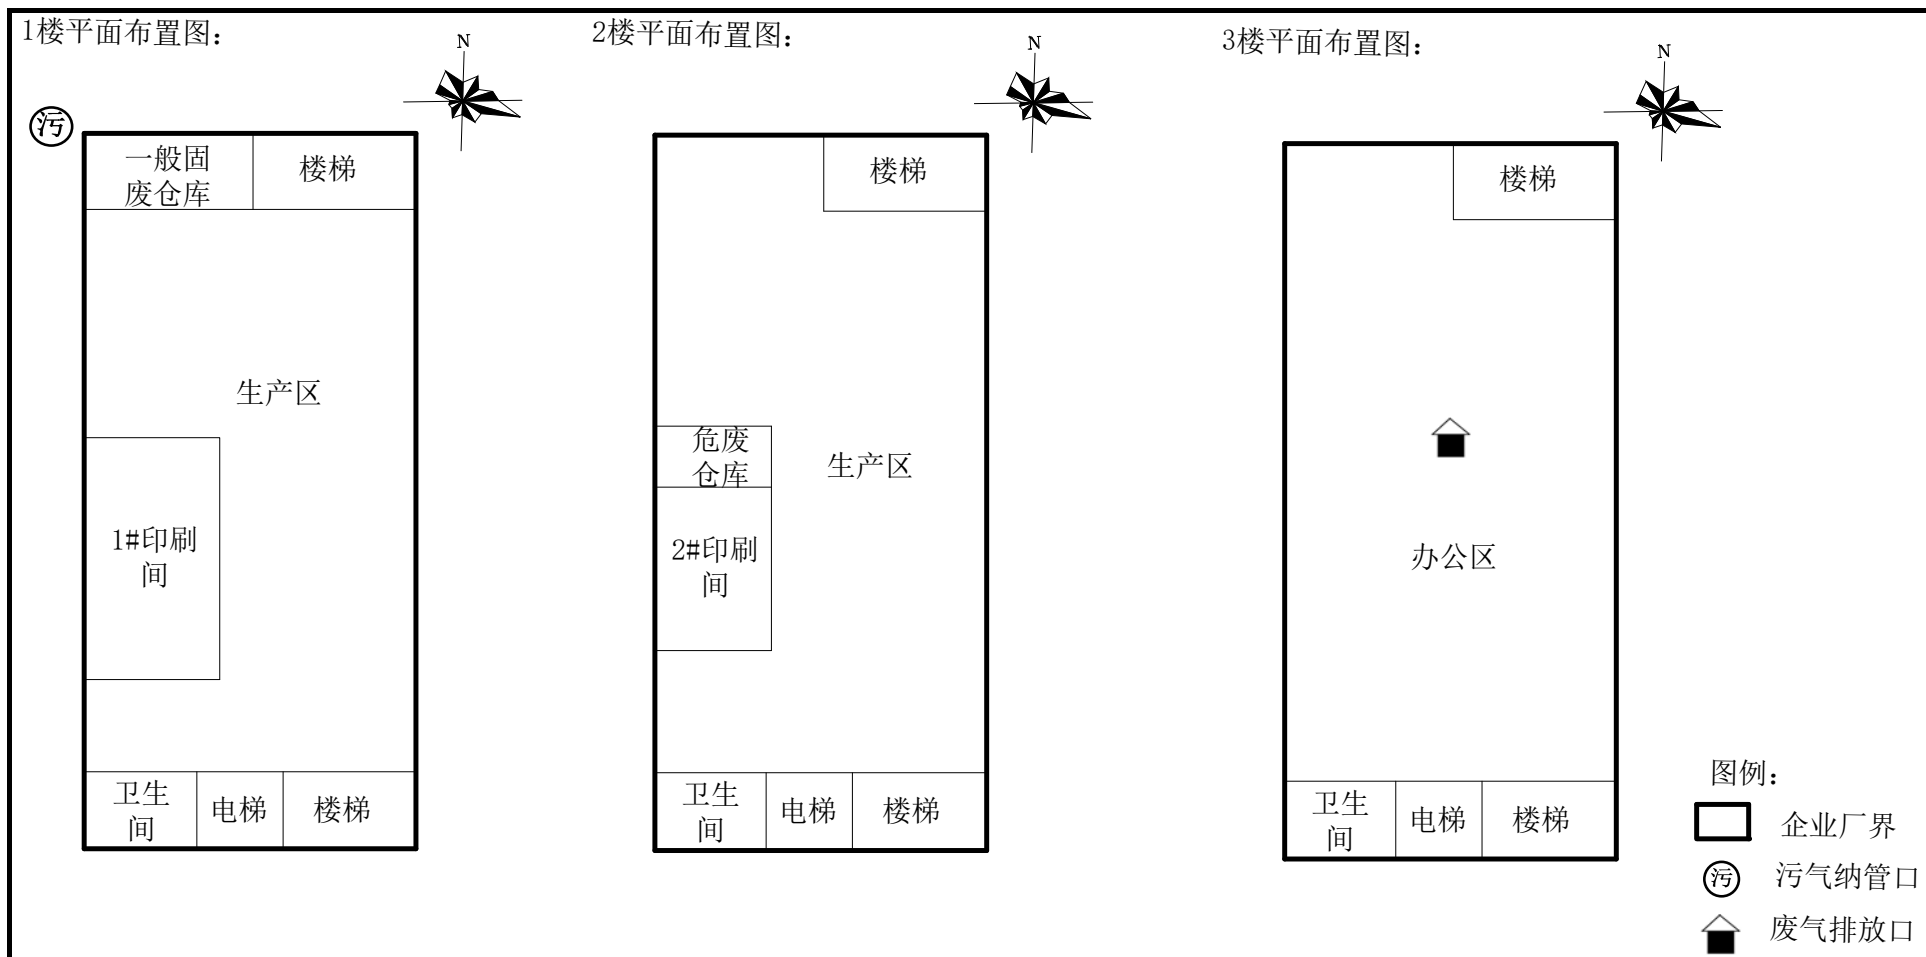 1楼平面布置图：
N
污
一般固
废仓库
楼梯
生产区
1#印刷
间
卫生
间
电梯
楼梯
2楼平面布置图：
N
楼梯
危废
仓库
生产区
2#印刷
间
卫生
间
电梯
楼梯
3楼平面布置图：
N
楼梯
办公区
卫生
间
电梯
楼梯
图例：
企业厂界
污 污气纳管口
废气排放口